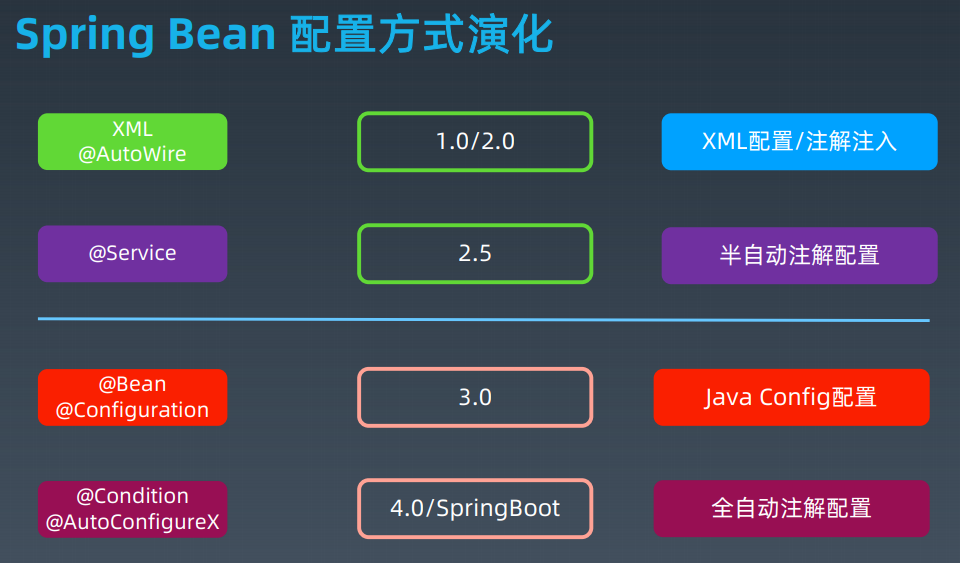 Spring Bean 配置方式演化
XML
@AutoWire
1.0/2.0
XML配置/注解注入
@Service
2.5
半自动注解配置
@Bean
@Configuration
3.0
Java Config配置
@Condition
@AutoConfigureX
4.0/SpringBoot
全自动注解配置